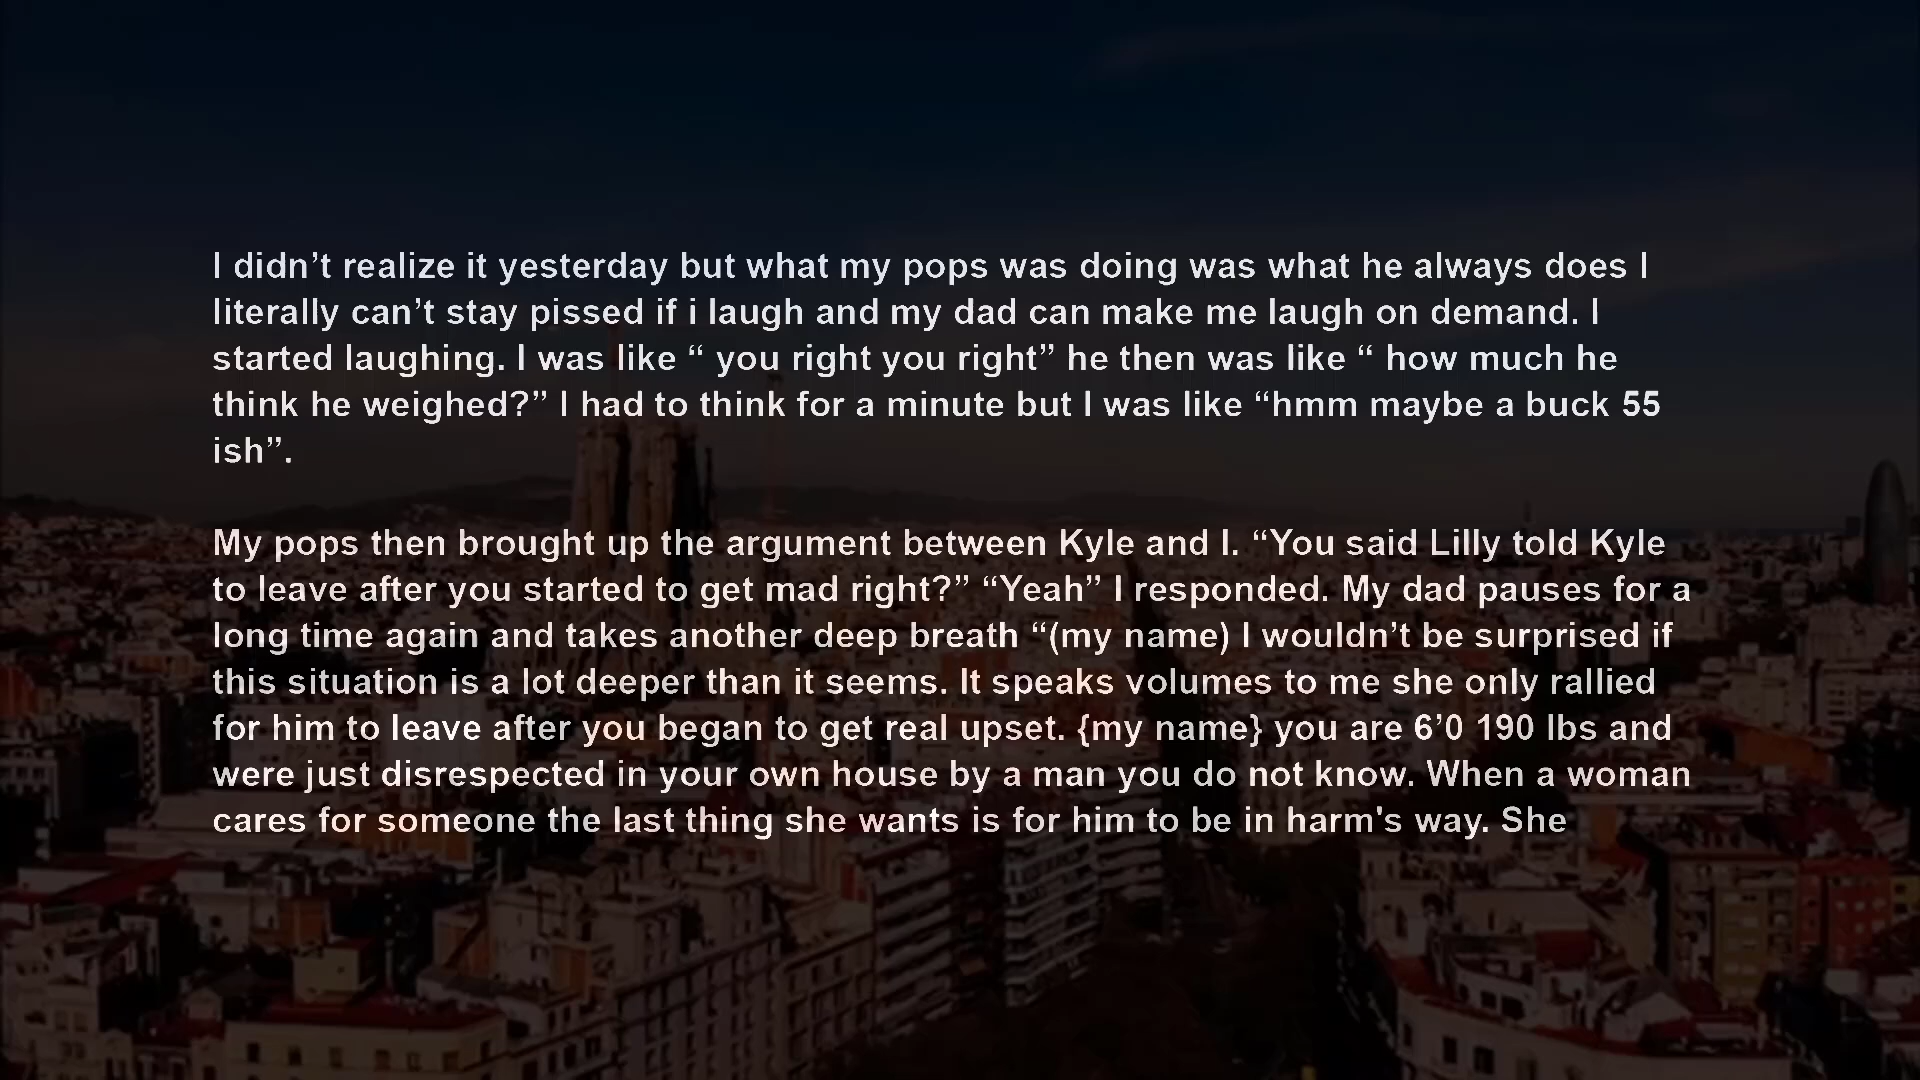 I didn’t realize it yesterday but what my pops was doing was what he always does I
literally can’t stay pissed if i laugh and my dad can make me laugh on demand. I
started laughing. I was like “ you right you right” he then was like “ how much he
think he weighed?” I had to think for a minute but I was like “hmm maybe a buck 55
ish”.
My pops then brought up the argument between Kyle and I. “You said Lilly told Kyle
to leave after you started to get mad right?” “Yeah” I responded. My dad pauses for a
long time again and takes another deep breath “(my name) I wouldn’t be surprised if
this situation is a lot deeper than it seems. It speaks volumes to me she only rallied
for him to leave after you began to get real upset. {my name} you are 6’0 190 lbs and
were just disrespected in your own house by a man you do not know. When a woman
cares for someone the last thing she wants is for him to be in harm's way. She